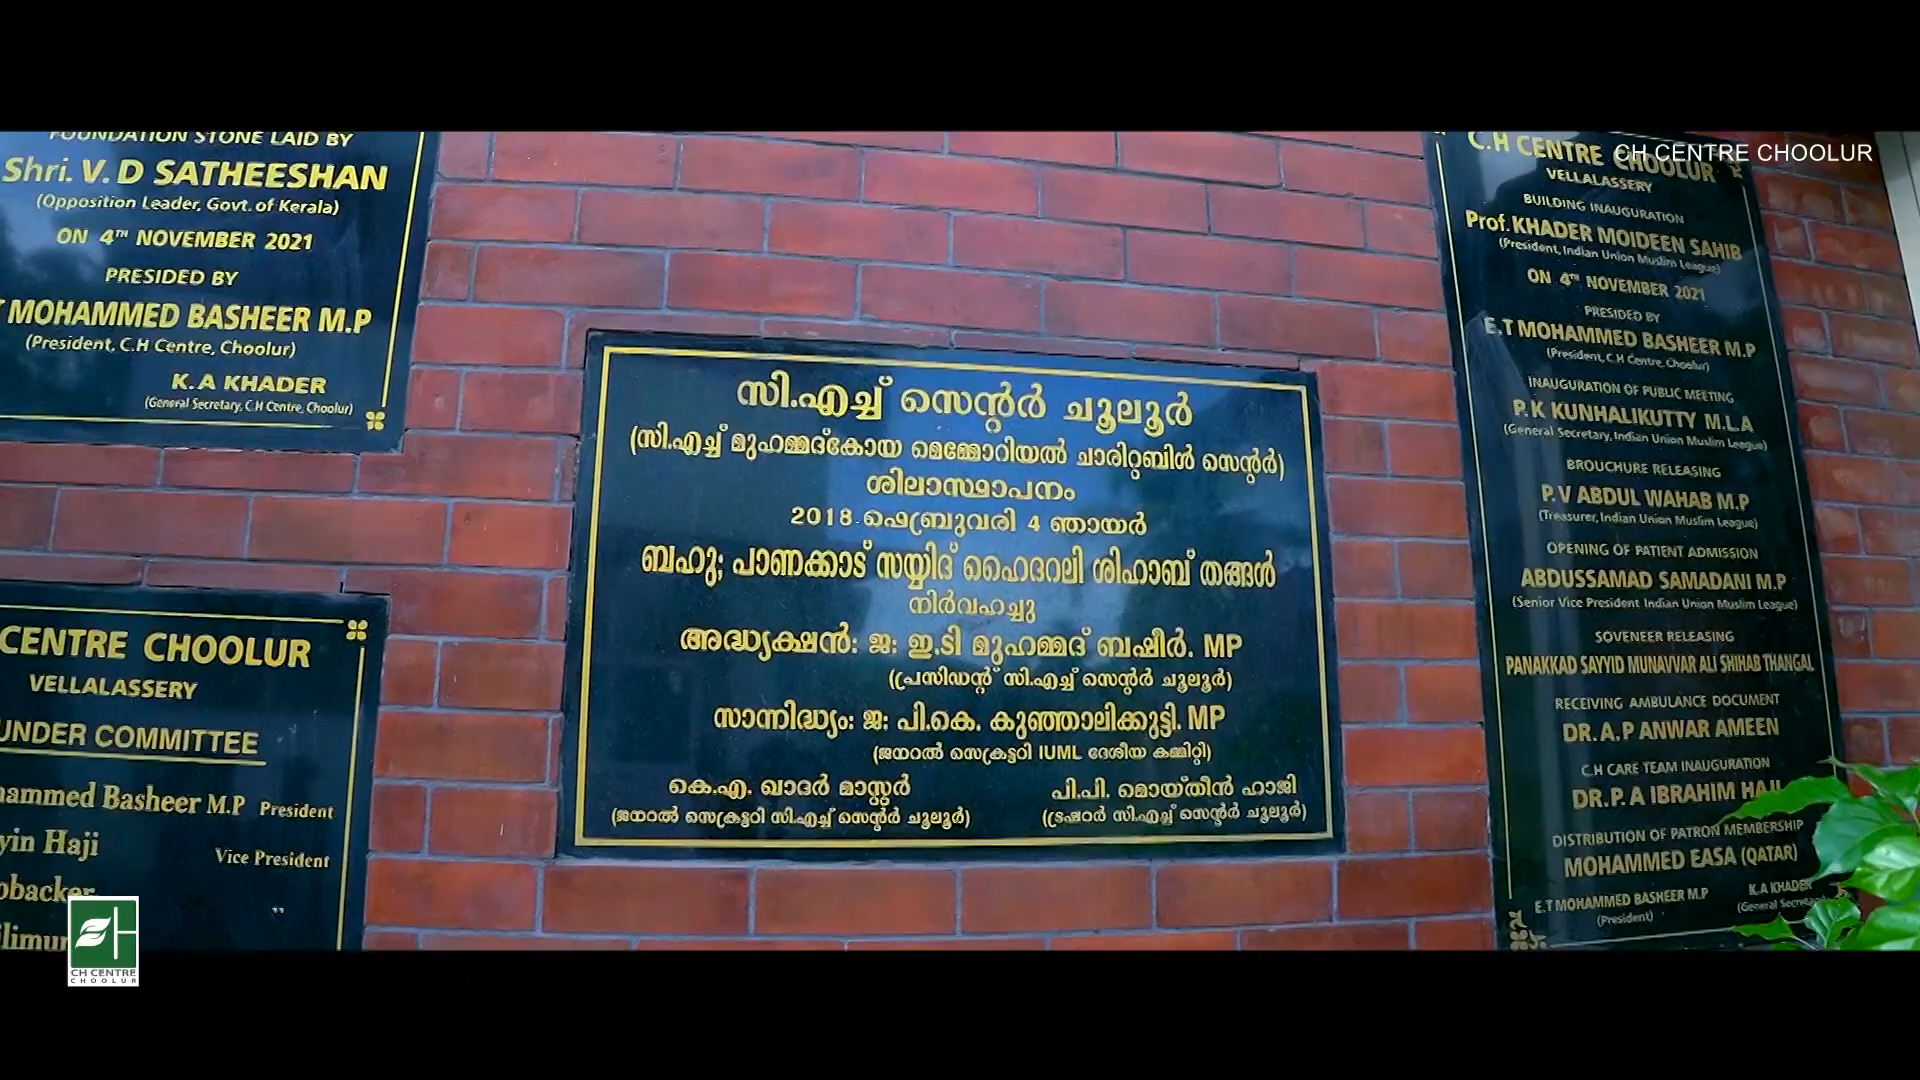 FOUNDATION STONE LAID BY
Shri. V. D SATHEESHAN
(Opposition Leader, Govt. of Kerala)
ON 4TH NOVEMBER 2021
PRESIDED BY
MOHAMMED BASHEER M.P
(President, C.H Centre, Choolur)
K. A KHADER
(General Secretary, C.H Centre, Choolur)
CENTRE CHOOLUR
VELLALASSERY
UNDER COMMITTEE
Basheer M.P President
Haji Vice President
"
സി.എച്ച് സെന്റർ ചൂലൂർ
(സി.എച്ച് മുഹമ്മദ്കോയ മെമ്മോറിയൽ ചാരിറ്റബിൾ സെന്റർ)
ശിലാസ്ഥാപനം
2018 ഫെബ്രുവരി 4 ഞായർ
ബഹു; പാണക്കാട് സയ്യിദ് ഹൈദറലി ശിഹാബ് തങ്ങൾ
നിർവഹച്ചു
അദ്ധ്യക്ഷൻ: ജ: ഇ.ടി മുഹമ്മദ് ബഷീർ. MP
(പ്രസിഡന്റ് സി.എച്ച് സെന്റർ ചൂലൂർ)
സാന്നിദ്ധ്യം: ജ: പി.കെ. കുഞ്ഞാലിക്കുട്ടി. MP
(ജനറൽ സെക്രട്ടറി IUML ദേശീയ കമ്മിറ്റി)
കെ.എ. ഖാദർ മാസ്റ്റർ
(ജനറൽ സെക്രട്ടറി സി.എച്ച് സെന്റർ ചൂലൂർ)
പി.പി. മൊയ്തീൻ ഹാജി
(ട്രഷറർ സി.എച്ച് സെന്റർ ചൂലൂർ)
C.H CENTRE CHOOLUR
VELLALASSERY
BUILDING INAUGURATION
Prof. KHADER MOIDEEN SAHIB
(President, Indian Union Muslim League)
ON 4TH NOVEMBER 2021
PRESIDED BY
E.T MOHAMMED BASHEER M.P
(President, C.H Centre, Choolur)
INAUGURATION OF PUBLIC MEETING
P.K KUNHALIKUTTY M.L.A
(General Secretary, Indian Union Muslim League)
BROUCHURE RELEASING
P.V ABDUL WAHAB M.P
(Treasurer, Indian Union Muslim League)
OPENING OF PATIENT ADMISSION
ABDUSSAMAD SAMADANI M.P
(Senior Vice President Indian Union Muslim League)
SOVENEER RELEASING
PANAKKAD SAYYID MUNAVVAR ALI SHIHAB THANGAL
RECEIVING AMBULANCE DOCUMENT
DR. A. P ANWAR AMEEN
C.H CARE TEAM INAUGURATION
DR. P. A IBRAHIM HAJI
DISTRIBUTION OF PATRON MEMBERSHIP
MOHAMMED EASA (QATAR)
E.T MOHAMMED BASHEER M.P
(President)
K.A KHADER
(General
CH CENTRE CHOOLUR
CH CENTRE
CHOOLUR